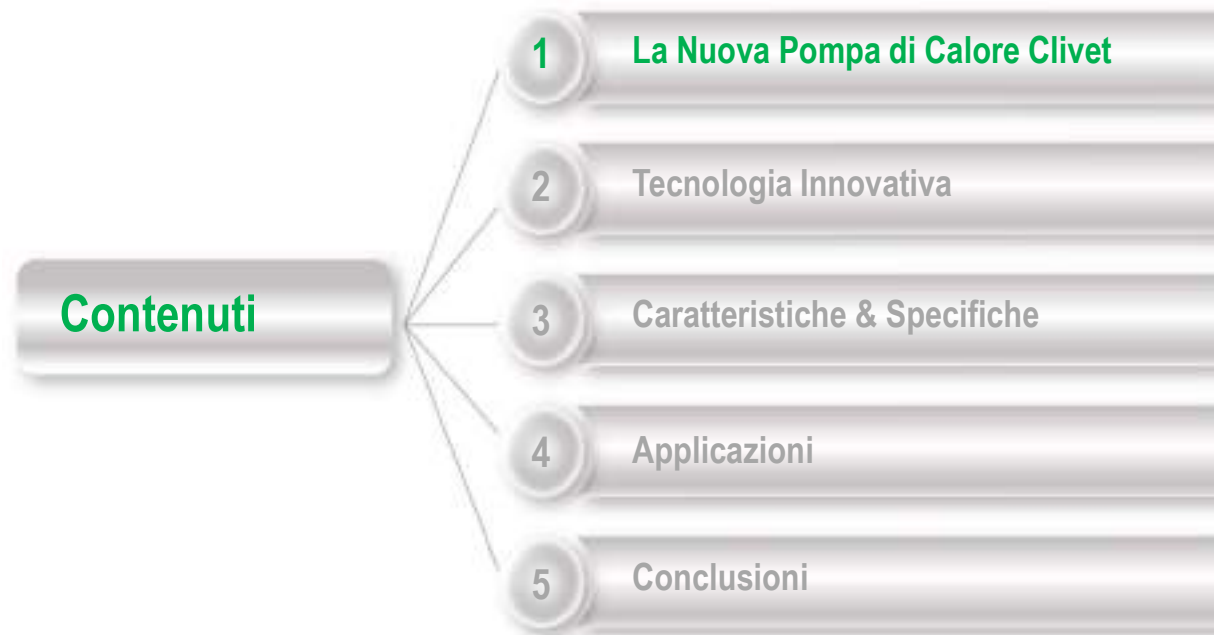 Contenuti
1 La Nuova Pompa di Calore Clivet
2 Tecnologia Innovativa
3 Caratteristiche & Specifiche
4 Applicazioni
5 Conclusioni